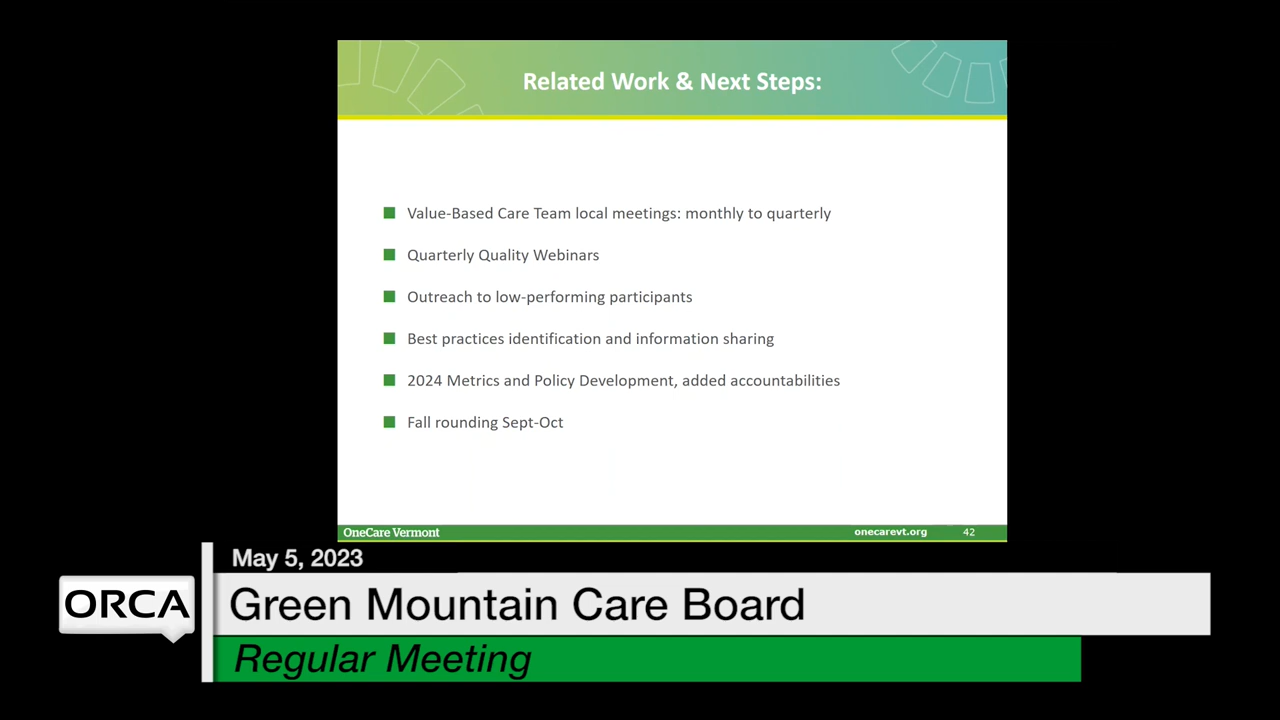 Related Work & Next Steps:
Value-Based Care Team local meetings: monthly to quarterly
Quarterly Quality Webinars
Outreach to low-performing participants
Best practices identification and information sharing
2024 Metrics and Policy Development, added accountabilities
Fall rounding Sept-Oct
OneCare Vermont
onecarevt.org
42
May 5, 2023
ORCA
Green Mountain Care Board
Regular Meeting